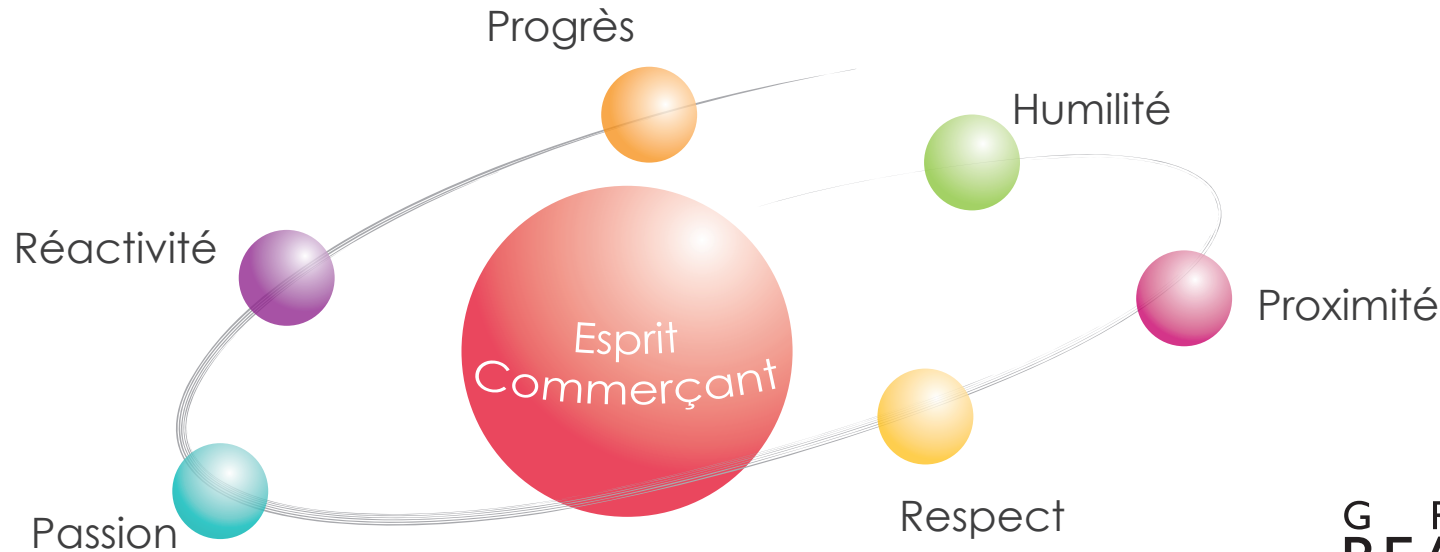 Progrès
Humilité
Réactivité
Proximité
Esprit
Commerçant
Respect
Passion